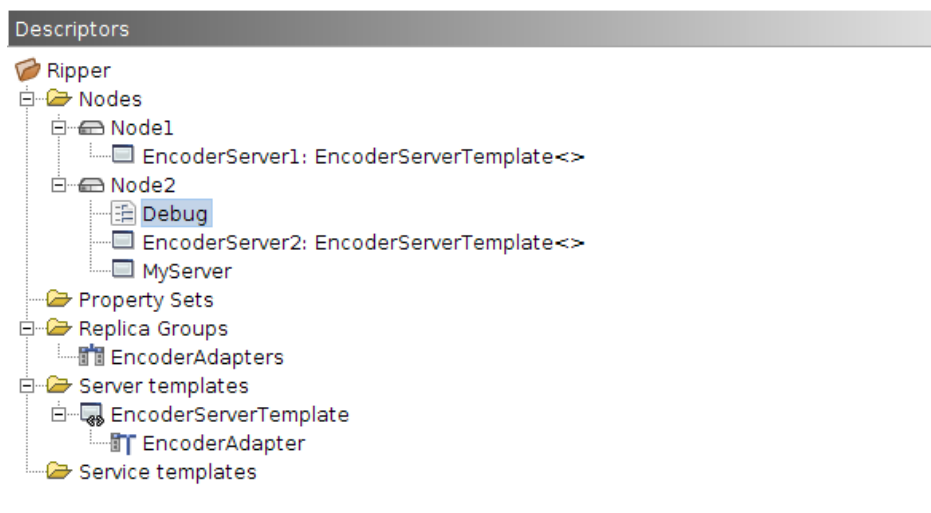 Descriptors
Ripper
Nodes
Node1
EncoderServer1: EncoderServerTemplate<>
Node2
Debug
EncoderServer2: EncoderServerTemplate<>
MyServer
Property Sets
Replica Groups
EncoderAdapters
Server templates
EncoderServerTemplate
EncoderAdapter
Service templates